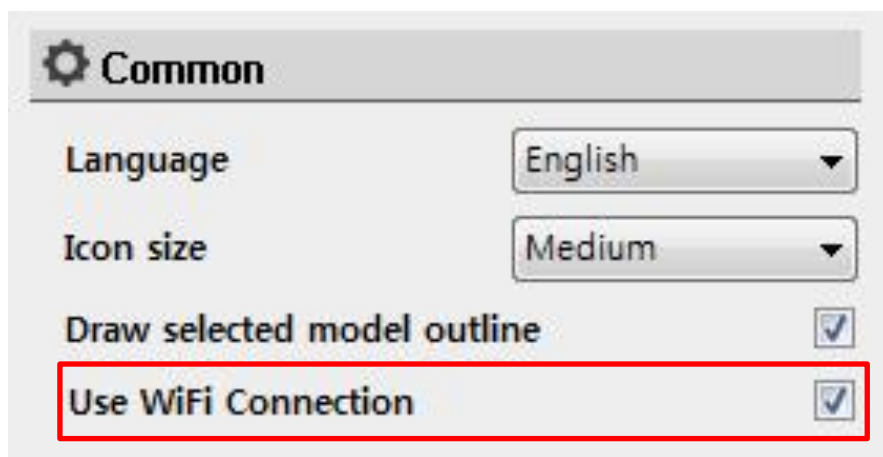 Common
Language English
Icon size Medium
Draw selected model outline
Use WiFi Connection